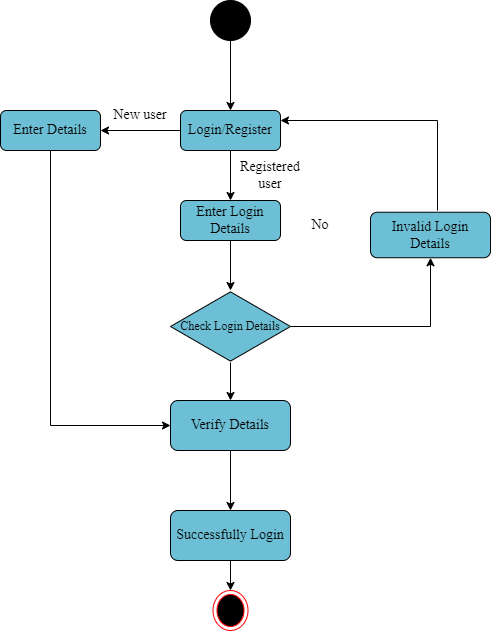 New user
Enter Details
Login/Register
Registered
user
Enter Login
Details
No
Invalid Login
Details
Check Login Details
Verify Details
Successfully Login